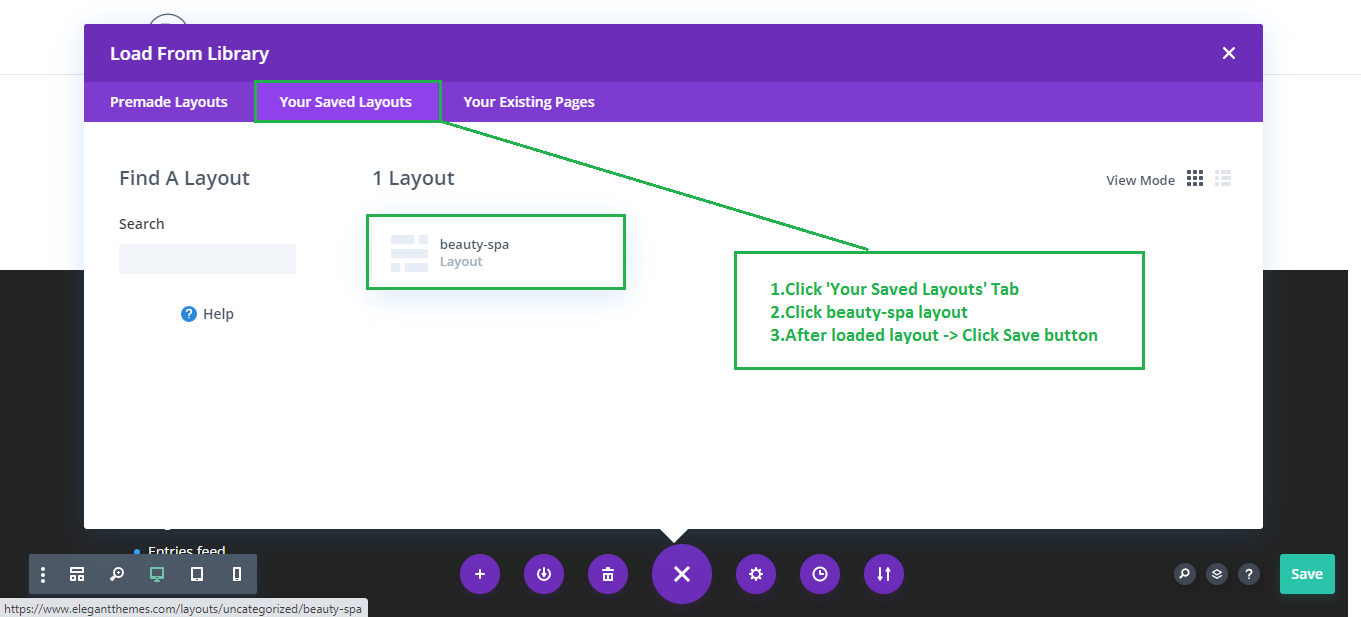 Load From Library
Premade Layouts
Your Saved Layouts
Your Existing Pages
Find A Layout
1 Layout
View Mode
Search
beauty-spa
Layout
? Help
1.Click 'Your Saved Layouts' Tab
2.Click beauty-spa layout
3.After loaded layout -> Click Save button
Entries feed
?
Save
https://www.elegantthemes.com/layouts/uncategorized/beauty-spa